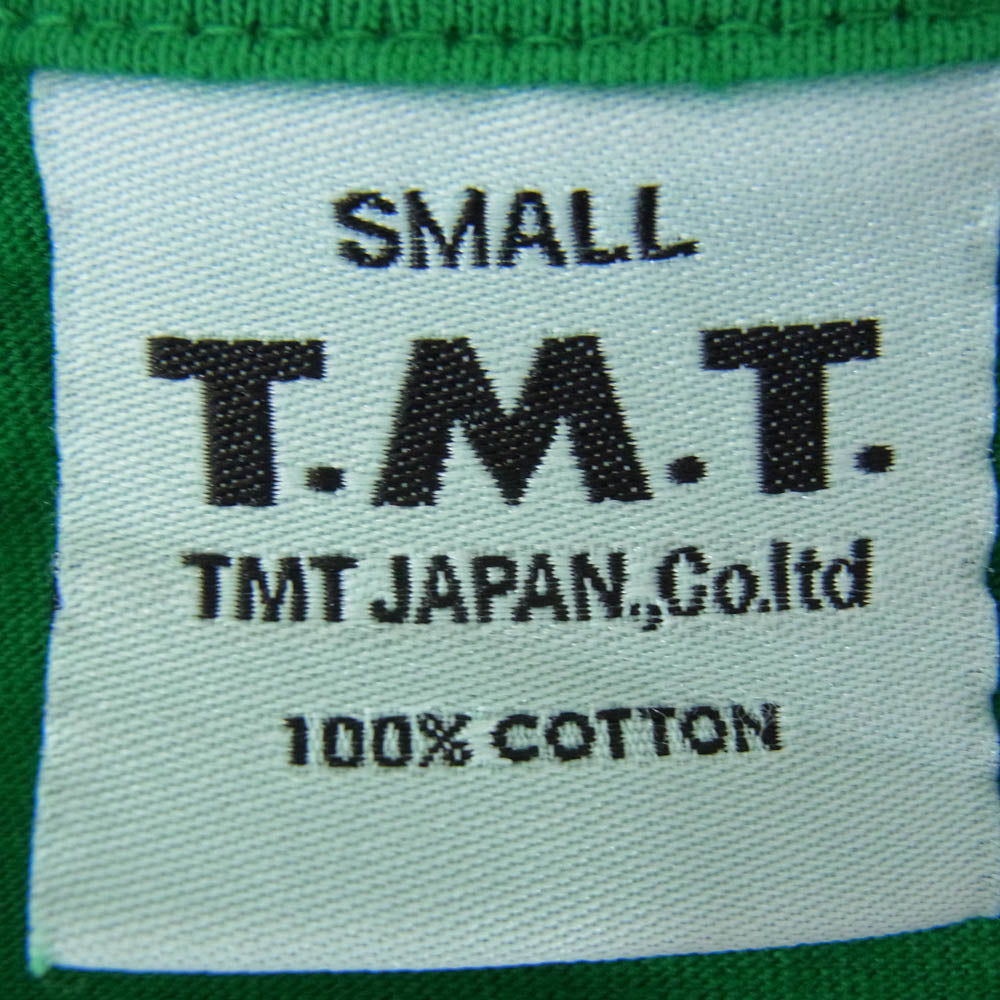 SMALL
T.M.T.
TMT JAPAN.,Co.ltd
100% COTTON